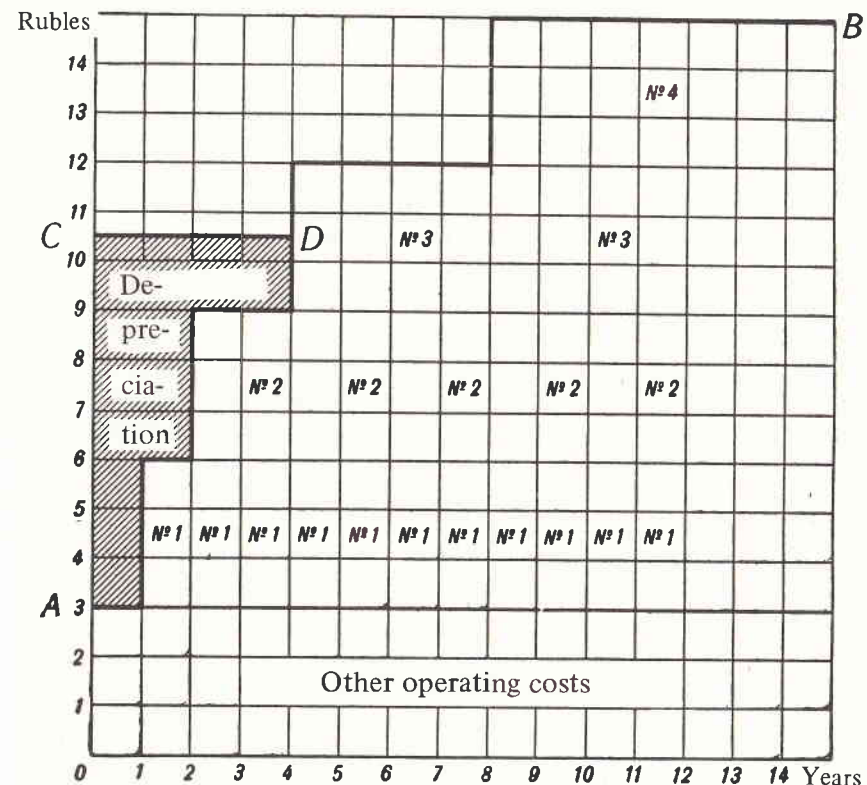 Rubles
B
14
№ 4
13
12
11
C D № 3 № 3
10
De-
9
pre-
8
cia- № 2 № 2 № 2 № 2 № 2
7
tion
6
5
№ 1 № 1 № 1 № 1 № 1 № 1 № 1 № 1 № 1 № 1 № 1
4
A 3
2
Other operating costs
1
0 1 2 3 4 5 6 7 8 9 10 11 12 13 14 Years